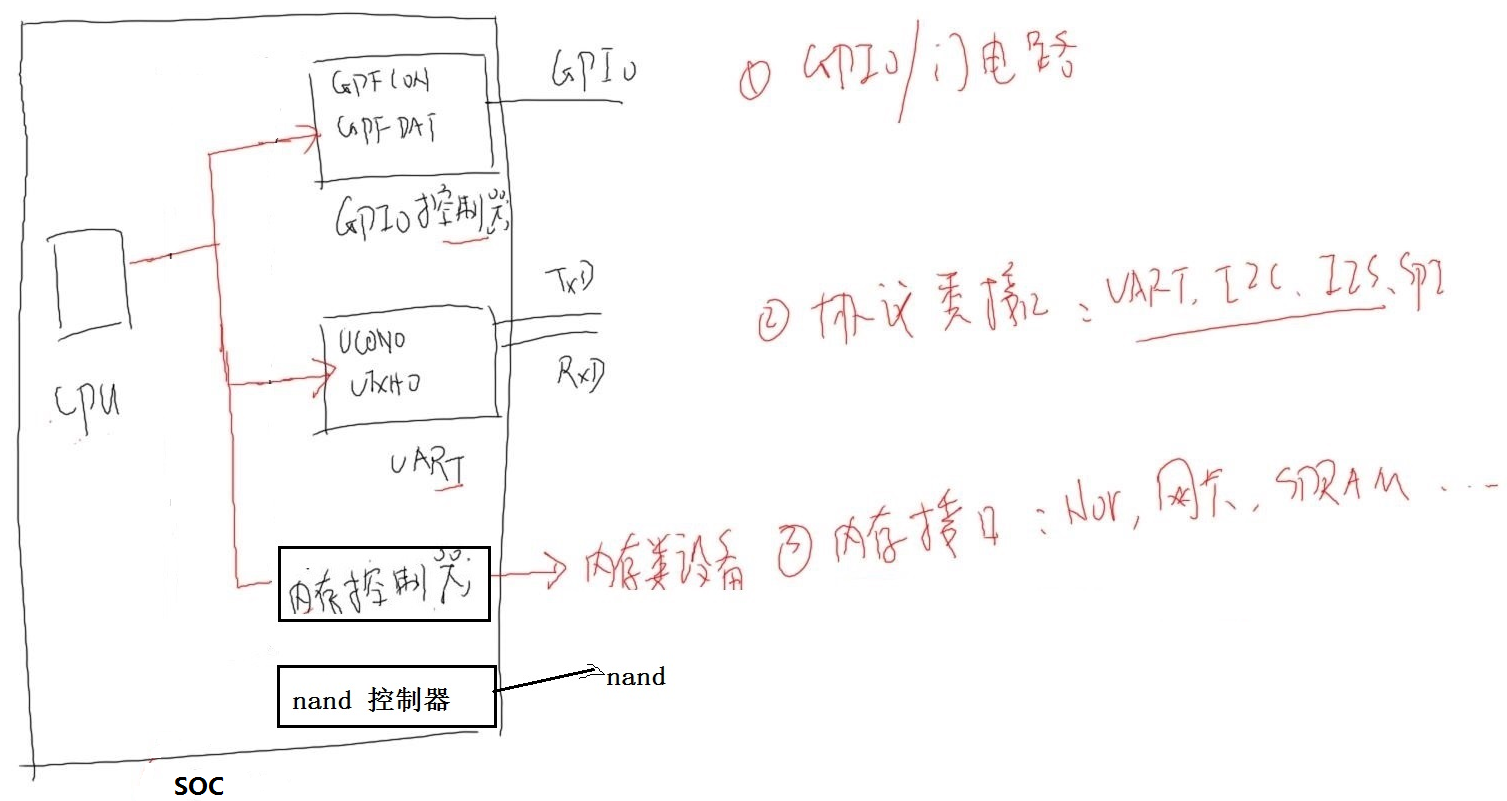 GPFCON
GPFDAT
GPIO控制器
GPIO
① GPIO/门电路
CPU
UCON0
UTXH0
UART
TxD
RxD
② 协议类接口：UART、I2C、I2S、SPI
内存控制器
内存类设备
③ 内存接口：Nor, 网卡, SDRAM ...
nand 控制器
nand
SOC